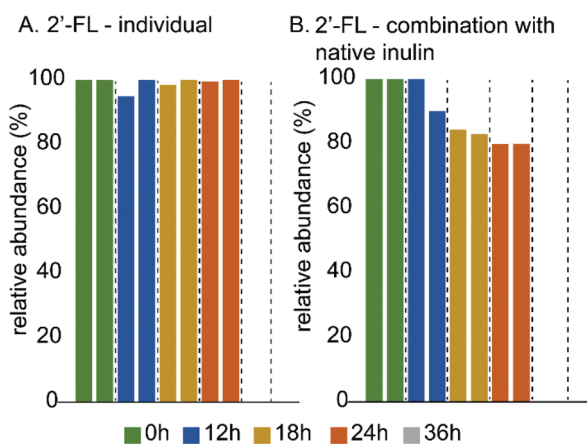 A. 2’-FL - individual
relative abundance (%)
100
80
60
40
20
0
B. 2’-FL - combination with
native inulin
relative abundance (%)
100
80
60
40
20
0
0h 12h 18h 24h 36h